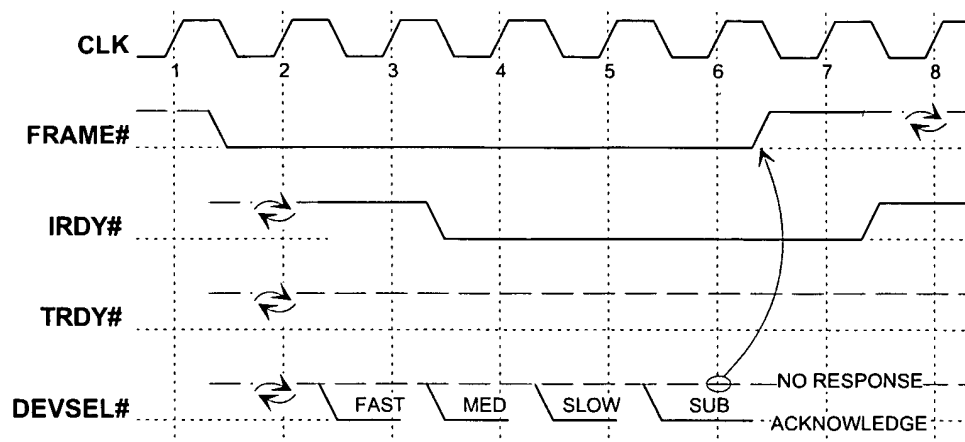 CLK
1 2 3 4 5 6 7 8
FRAME#
IRDY#
TRDY#
NO RESPONSE
DEVSEL# FAST MED SLOW SUB
ACKNOWLEDGE